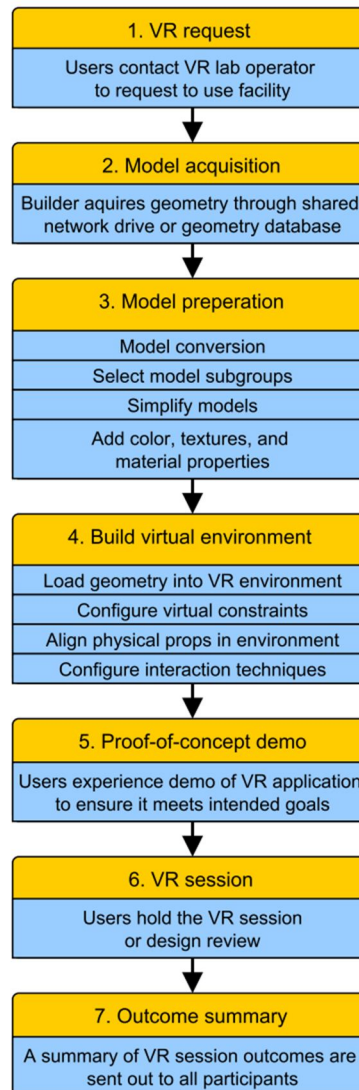 1. VR request
Users contact VR lab operator
to request to use facility
2. Model acquisition
Builder aquires geometry through shared
network drive or geometry database
3. Model preperation
Model conversion
Select model subgroups
Simplify models
Add color, textures, and
material properties
4. Build virtual environment
Load geometry into VR environment
Configure virtual constraints
Align physical props in environment
Configure interaction techniques
5. Proof-of-concept demo
Users experience demo of VR application
to ensure it meets intended goals
6. VR session
Users hold the VR session
or design review
7. Outcome summary
A summary of VR session outcomes are
sent out to all participants